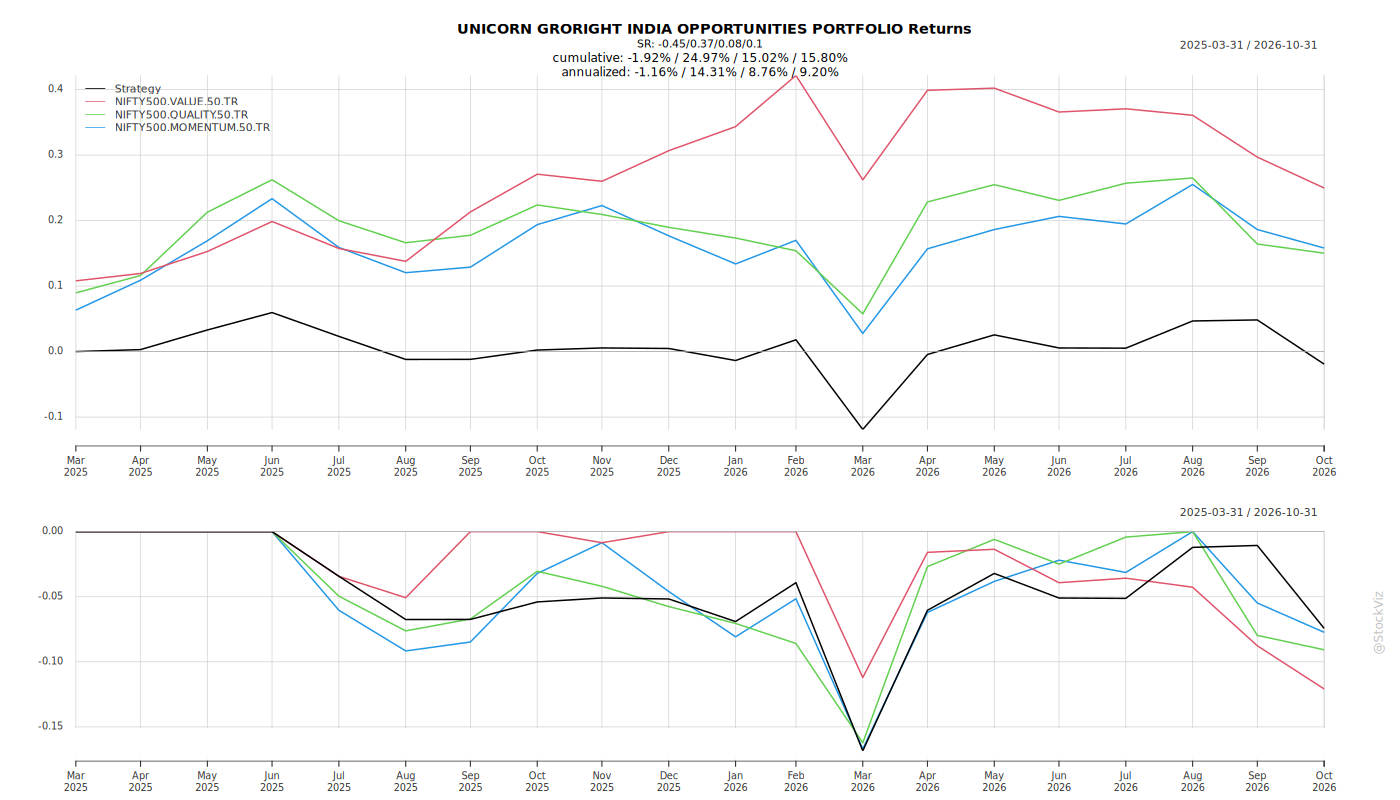 UNICORN GRORIGHT INDIA OPPORTUNITIES PORTFOLIO Returns
SR: -0.45/0.37/0.08/0.1
cumulative: -1.92% / 24.97% / 15.02% / 15.80%
annualized: -1.16% / 14.31% / 8.76% / 9.20%
2025-03-31 / 2026-10-31
Strategy
NIFTY500.VALUE.50.TR
NIFTY500.QUALITY.50.TR
NIFTY500.MOMENTUM.50.TR
0.4
0.3
0.2
0.1
0.0
-0.1
Mar Apr May Jun Jul Aug Sep Oct Nov Dec Jan Feb Mar Apr May Jun Jul Aug Sep Oct
2025 2025 2025 2025 2025 2025 2025 2025 2025 2025 2026 2026 2026 2026 2026 2026 2026 2026 2026 2026
2025-03-31 / 2026-10-31
0.00
-0.05
-0.10
-0.15
Mar Apr May Jun Jul Aug Sep Oct Nov Dec Jan Feb Mar Apr May Jun Jul Aug Sep Oct
2025 2025 2025 2025 2025 2025 2025 2025 2025 2025 2026 2026 2026 2026 2026 2026 2026 2026 2026 2026
@StockViz